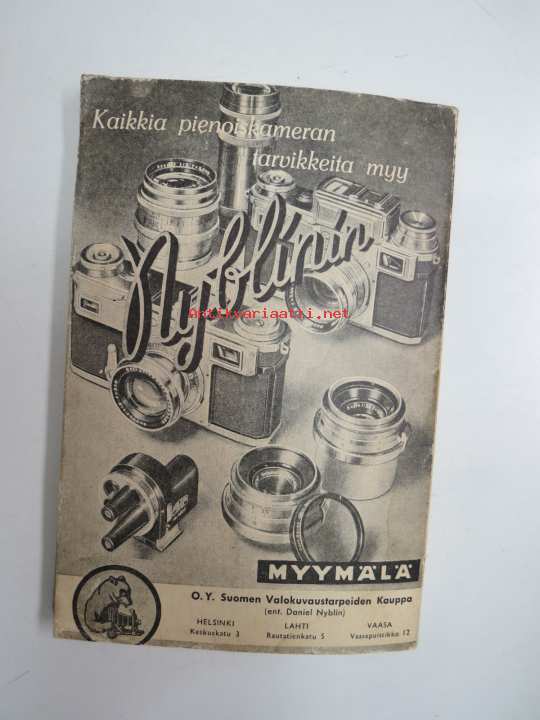 Kaikkia pienoiskameran
tarvikkeita myy
Nyblinin
Antikvariaatti.net
MYYMÄLÄ
O.Y. Suomen Valokuvaustarpeiden Kauppa
(ent. Daniel Nyblin)
HELSINKI LAHTI VAASA
Keskuskatu 3 Rautatienkatu 5 Vaasapuistikko 12